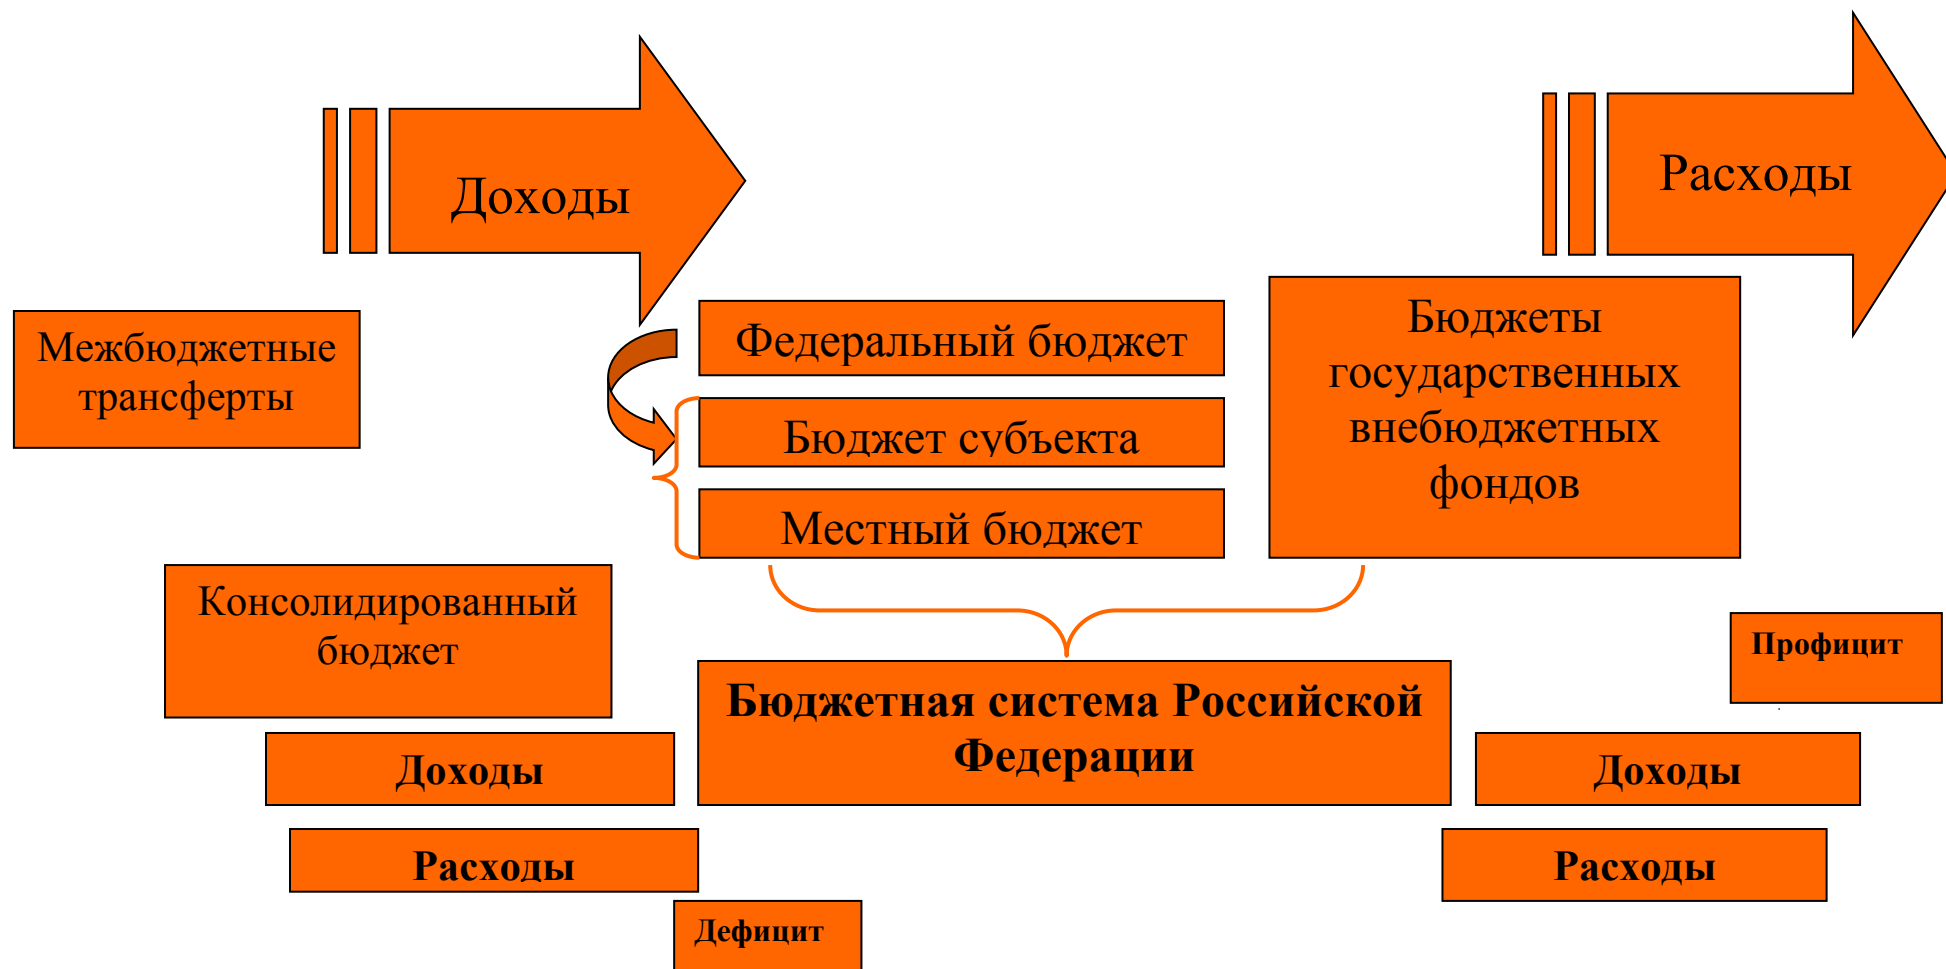 Доходы
Расходы
Межбюджетные
трансферты
Федеральный бюджет
Бюджет субъекта
Местный бюджет
Бюджеты
государственных
внебюджетных
фондов
Консолидированный
бюджет
Бюджетная система Российской
Федерации
Профицит
Доходы
Расходы
Дефицит
Доходы
Расходы